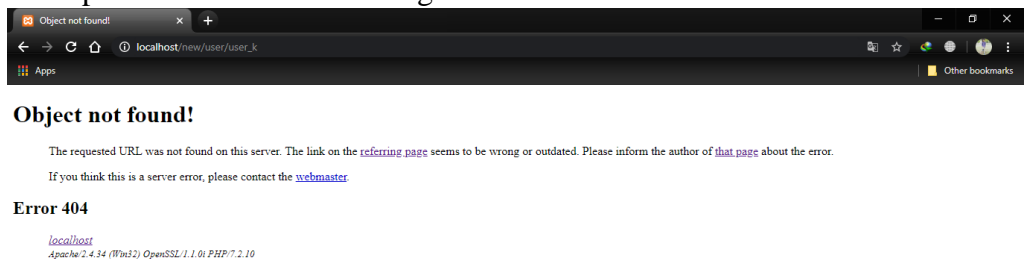 Object not found!
localhost/new/user/user_k
Apps
Other bookmarks
Object not found!
The requested URL was not found on this server. The link on the referring page seems to be wrong or outdated. Please inform the author of that page about the error.
If you think this is a server error, please contact the webmaster.
Error 404
localhost
Apache/2.4.34 (Win32) OpenSSL/1.1.0i PHP/7.2.10